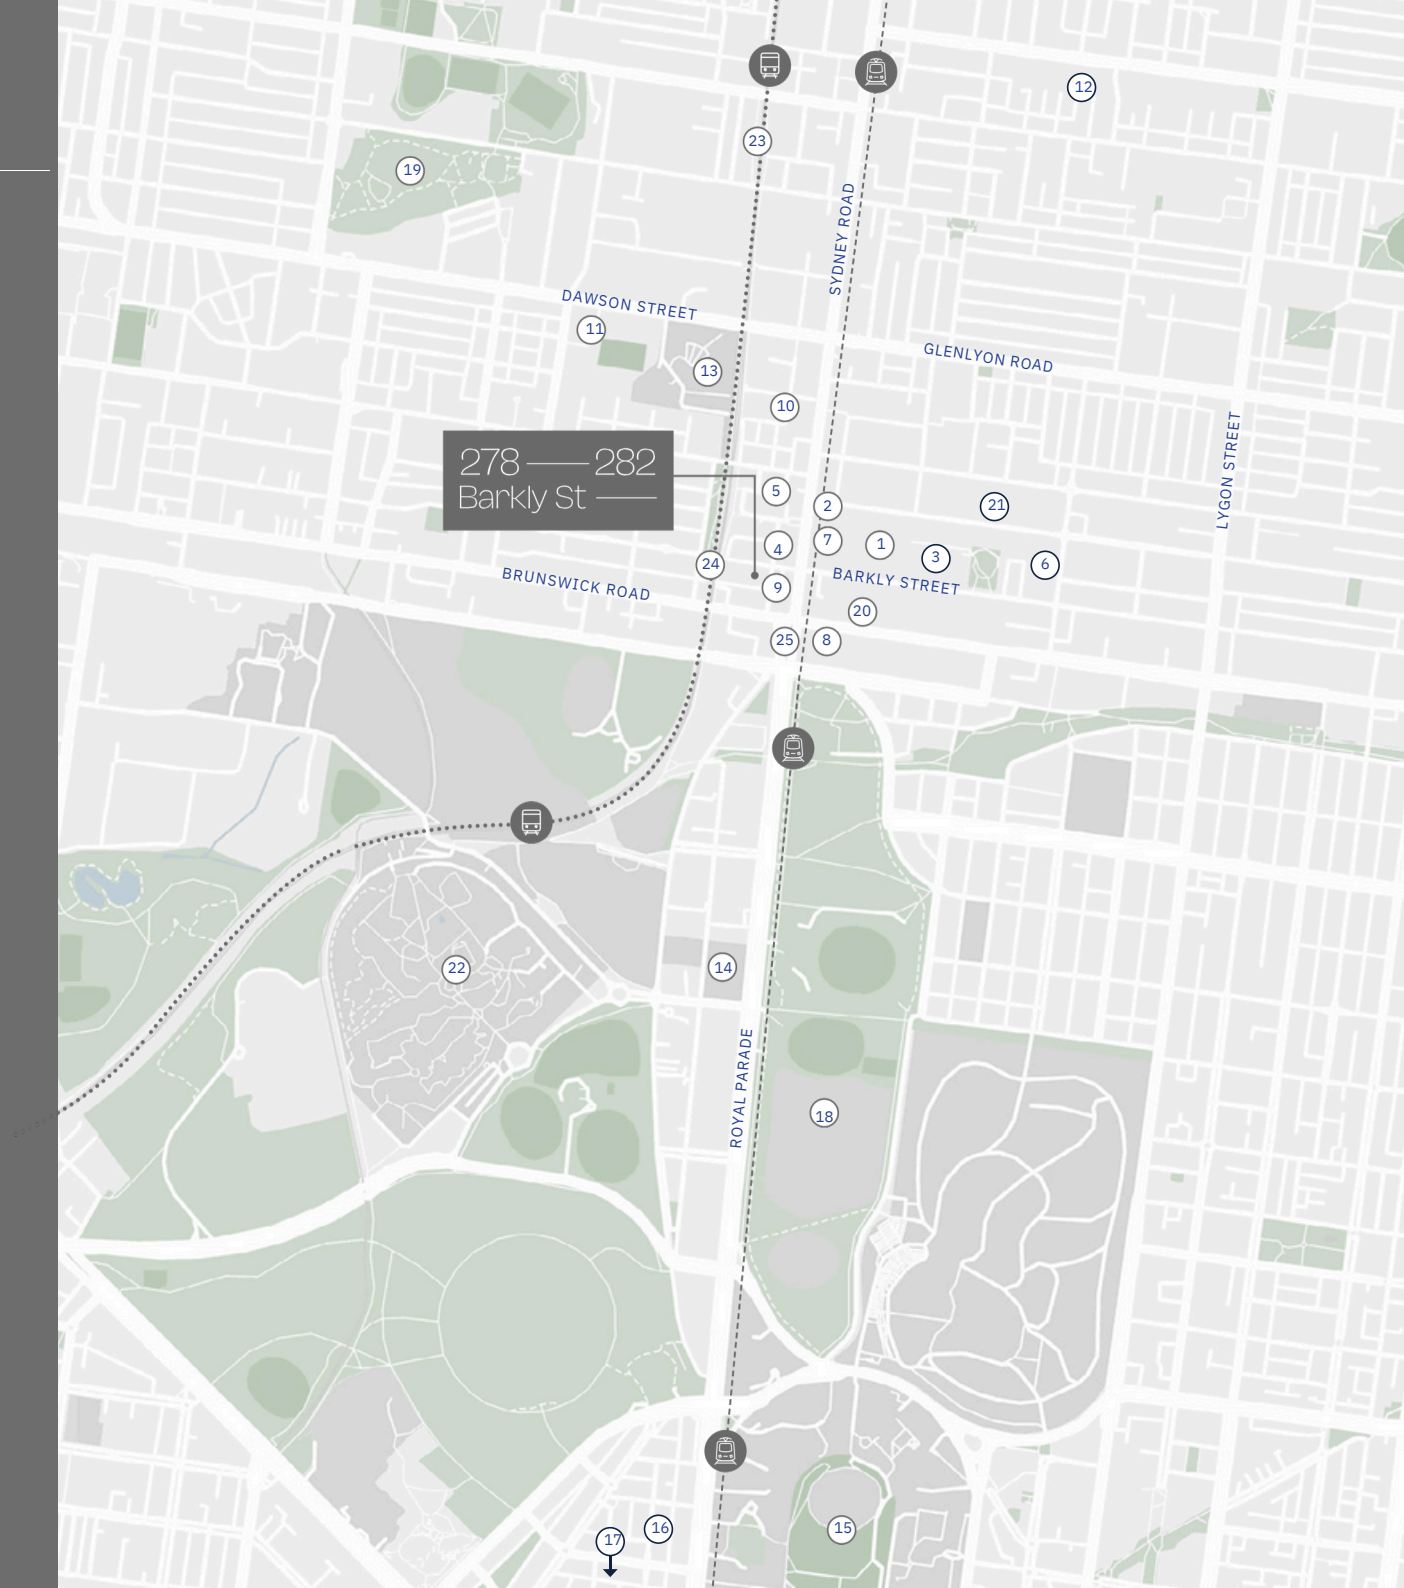 12
23
19
SYDNEY ROAD
DAWSON STREET
11
GLENLYON ROAD
13
10
LYGON STREET
278 — 282
Barkly St —
5
2
21
7
1
4
3
6
24
BRUNSWICK ROAD
BARKLY STREET
9
20
25
8
22
14
ROYAL PARADE
18
16
15
17